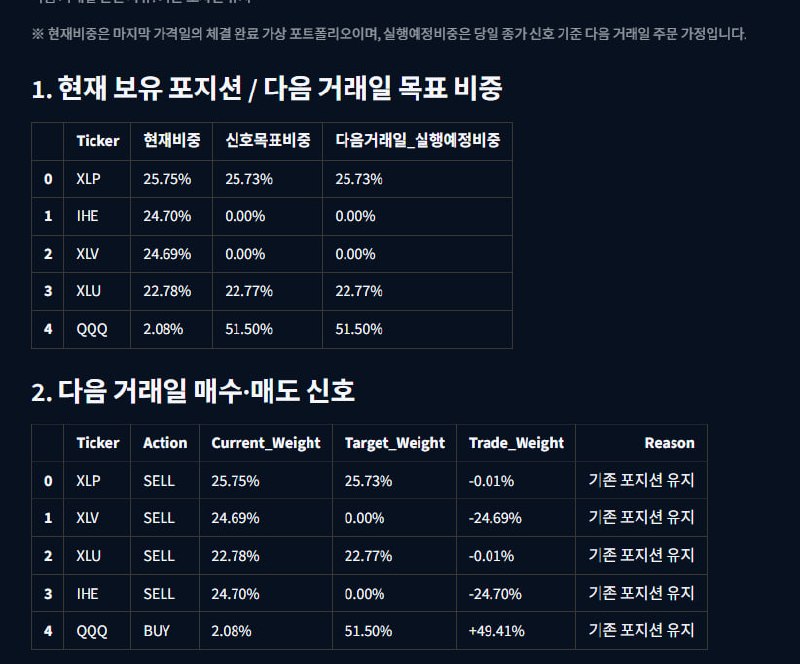 ※ 현재비중은 마지막 가격일의 체결 완료 가상 포트폴리오이며, 실행예정비중은 당일 종가 신호 기준 다음 거래일 주문 가정입니다.
1. 현재 보유 포지션 / 다음 거래일 목표 비중
Ticker 현재비중 신호목표비중 다음거래일_실행예정비중
0 XLP 25.75% 25.73% 25.73%
1 IHE 24.70% 0.00% 0.00%
2 XLV 24.69% 0.00% 0.00%
3 XLU 22.78% 22.77% 22.77%
4 QQQ 2.08% 51.50% 51.50%
2. 다음 거래일 매수·매도 신호
Ticker Action Current_Weight Target_Weight Trade_Weight Reason
0 XLP SELL 25.75% 25.73% -0.01% 기존 포지션 유지
1 XLV SELL 24.69% 0.00% -24.69% 기존 포지션 유지
2 XLU SELL 22.78% 22.77% -0.01% 기존 포지션 유지
3 IHE SELL 24.70% 0.00% -24.70% 기존 포지션 유지
4 QQQ BUY 2.08% 51.50% +49.41% 기존 포지션 유지